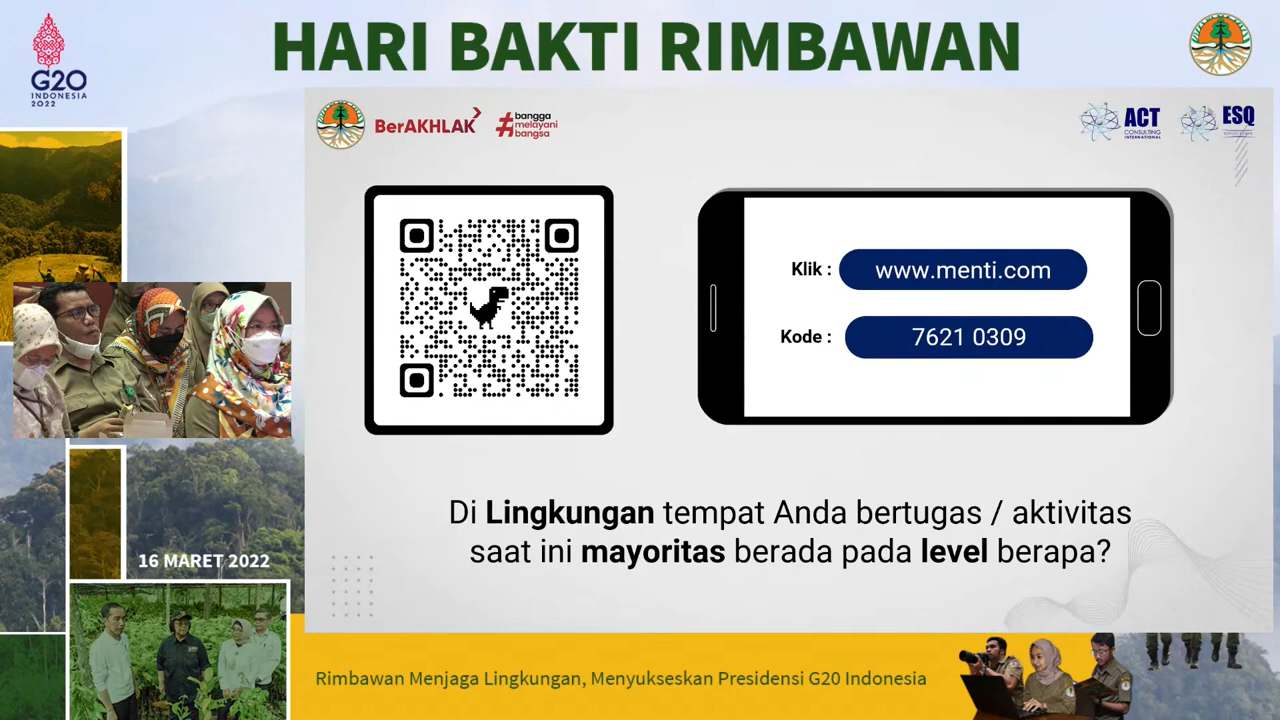 HARI BAKTI RIMBAWAN
G20
INDONESIA
2022
BerAKHLAK
#bangga
melayani
bangsa
ACT
CONSULTING
INTERNATIONAL
ESQ
Klik :
www.menti.com
Kode :
7621 0309
Di Lingkungan tempat Anda bertugas / aktivitas
saat ini mayoritas berada pada level berapa?
16 MARET 2022
Rimbawan Menjaga Lingkungan, Menyukseskan Presidensi G20 Indonesia